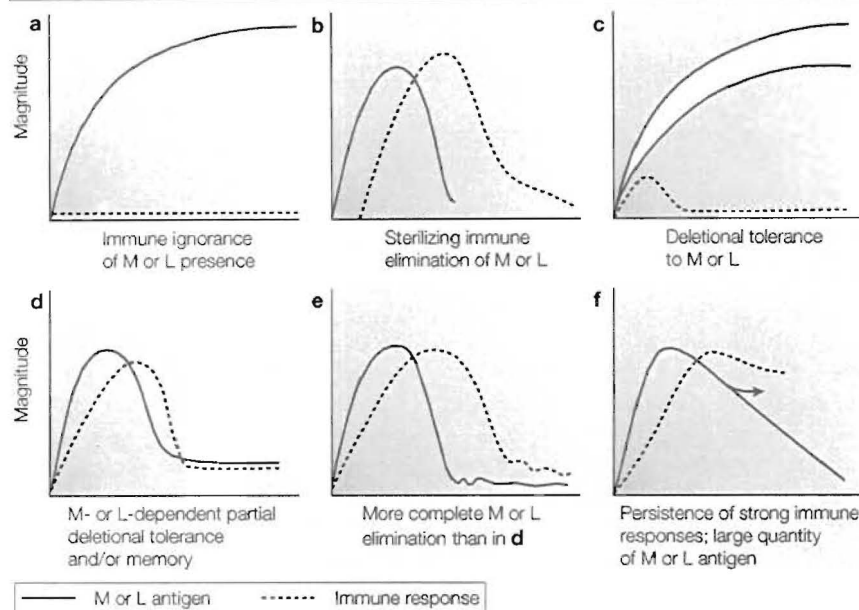 a
b
c
Magnitude
Immune ignorance
of M or L presence
Sterilizing immune
elimination of M or L
Deletional tolerance
to M or L
d
e
f
Magnitude
M- or L-dependent partial
deletional tolerance
and/or memory
More complete M or L
elimination than in d
Persistence of strong immune
responses; large quantity
of M or L antigen
M or L antigen
Immune response